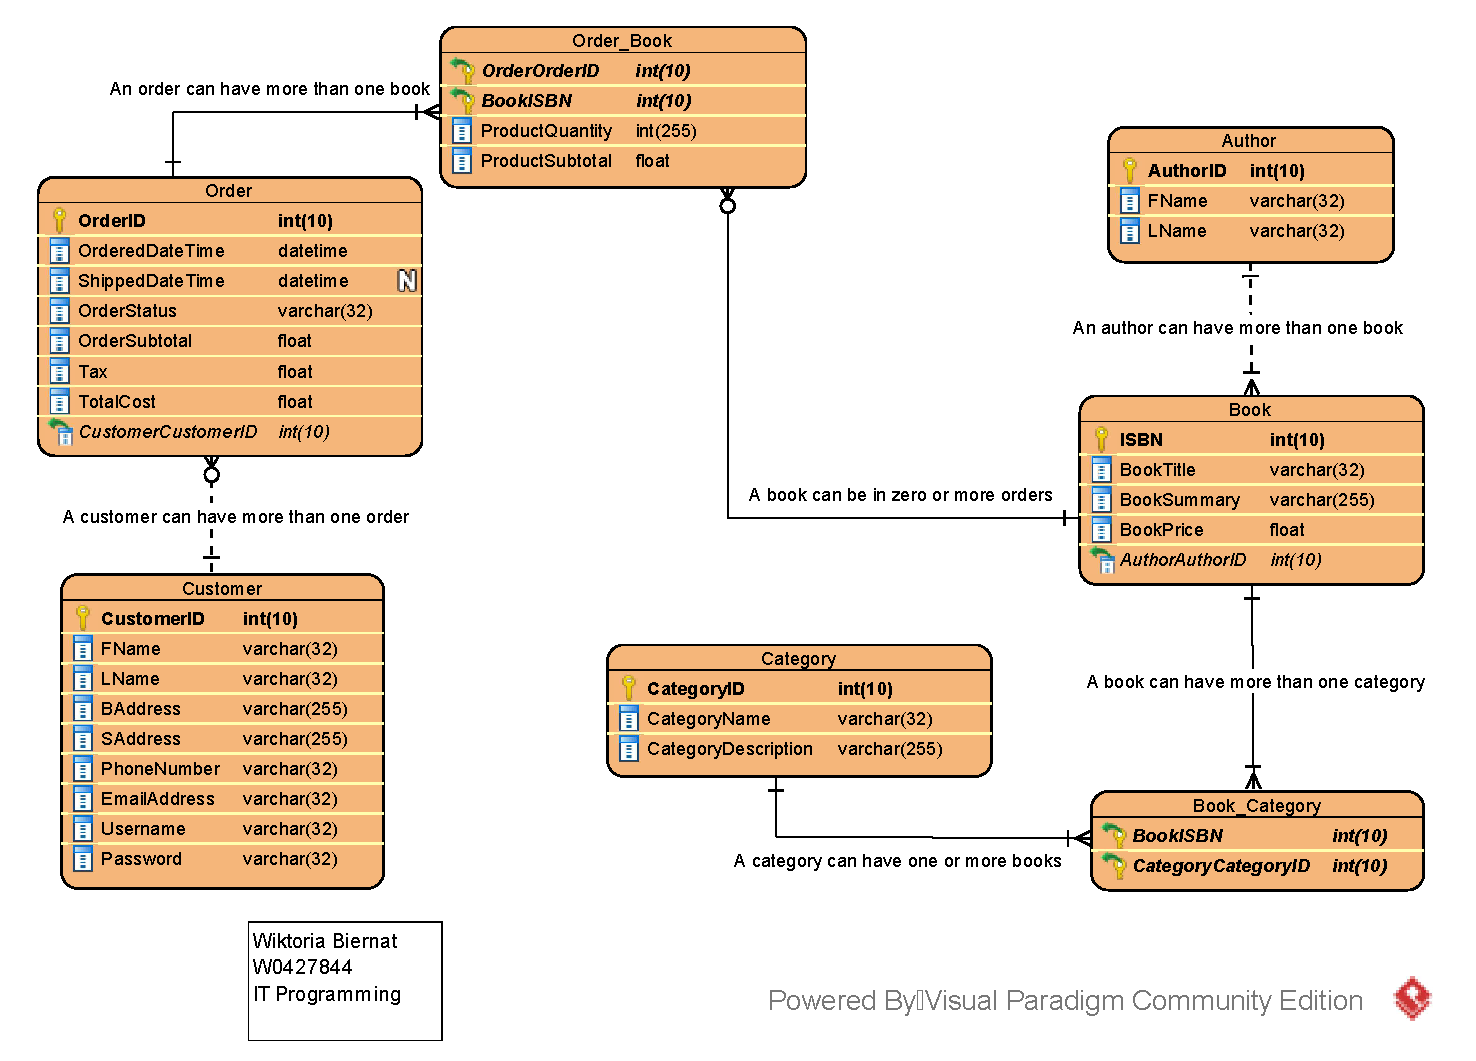 Order_Book
OrderOrderID int(10)
BookISBN int(10)
ProductQuantity int(255)
ProductSubtotal float
An order can have more than one book
Order
OrderID int(10)
OrderedDateTime datetime
ShippedDateTime datetime N
OrderStatus varchar(32)
OrderSubtotal float
Tax float
TotalCost float
CustomerCustomerID int(10)
A customer can have more than one order
Customer
CustomerID int(10)
FName varchar(32)
LName varchar(32)
BAddress varchar(255)
SAddress varchar(255)
PhoneNumber varchar(32)
EmailAddress varchar(32)
Username varchar(32)
Password varchar(32)
Author
AuthorID int(10)
FName varchar(32)
LName varchar(32)
An author can have more than one book
Book
ISBN int(10)
BookTitle varchar(32)
BookSummary varchar(255)
BookPrice float
AuthorAuthorID int(10)
A book can be in zero or more orders
Category
CategoryID int(10)
CategoryName varchar(32)
CategoryDescription varchar(255)
A book can have more than one category
Book_Category
BookISBN int(10)
CategoryCategoryID int(10)
A category can have one or more books
Wiktoria Biernat
W0427844
IT Programming
Powered By Visual Paradigm Community Edition